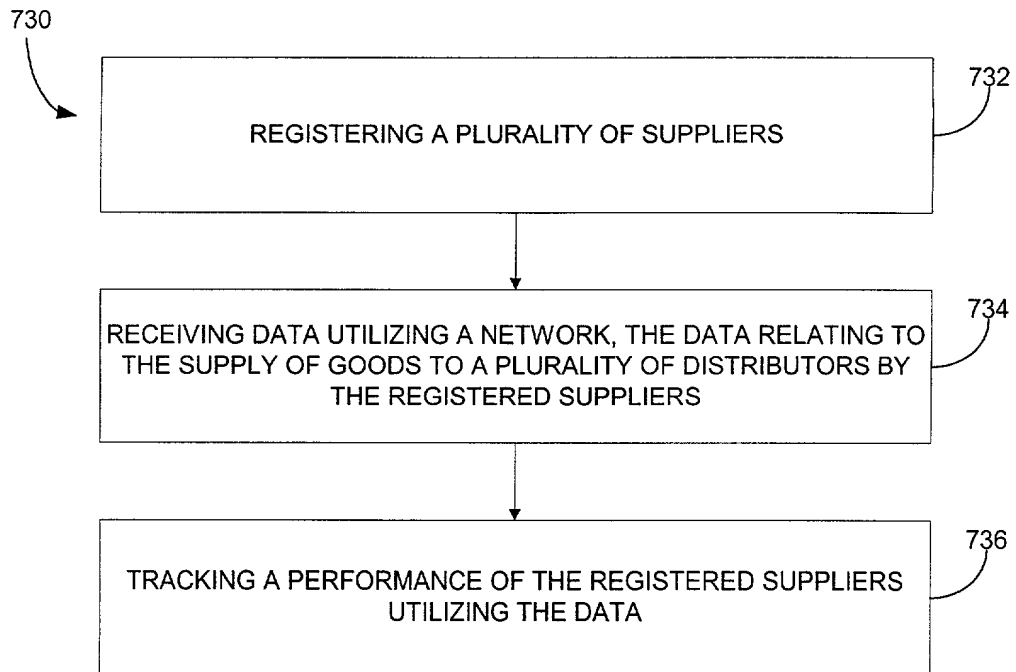 730
732
REGISTERING A PLURALITY OF SUPPLIERS
734
RECEIVING DATA UTILIZING A NETWORK, THE DATA RELATING TO
THE SUPPLY OF GOODS TO A PLURALITY OF DISTRIBUTORS BY
THE REGISTERED SUPPLIERS
736
TRACKING A PERFORMANCE OF THE REGISTERED SUPPLIERS
UTILIZING THE DATA